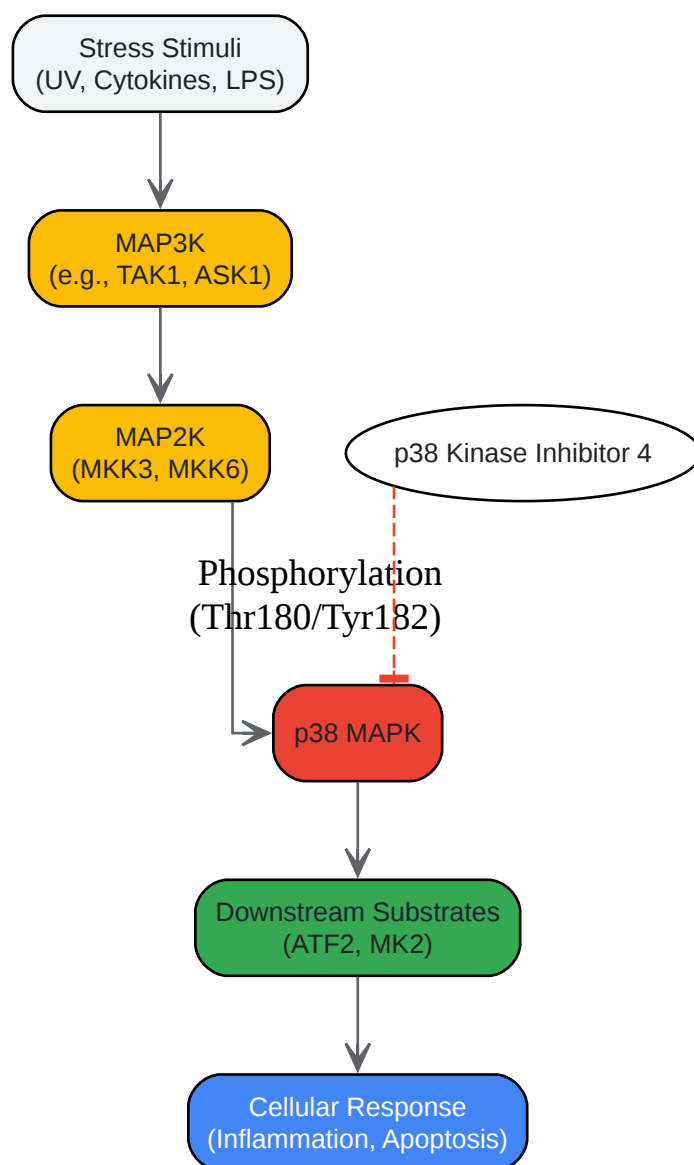 Stress Stimuli
(UV, Cytokines, LPS)
MAP3K
(e.g., TAK1, ASK1)
MAP2K
(MKK3, MKK6)
p38 Kinase Inhibitor 4
Phosphorylation
(Thr180/Tyr182)
p38 MAPK
Downstream Substrates
(ATF2, MK2)
Cellular Response
(Inflammation, Apoptosis)